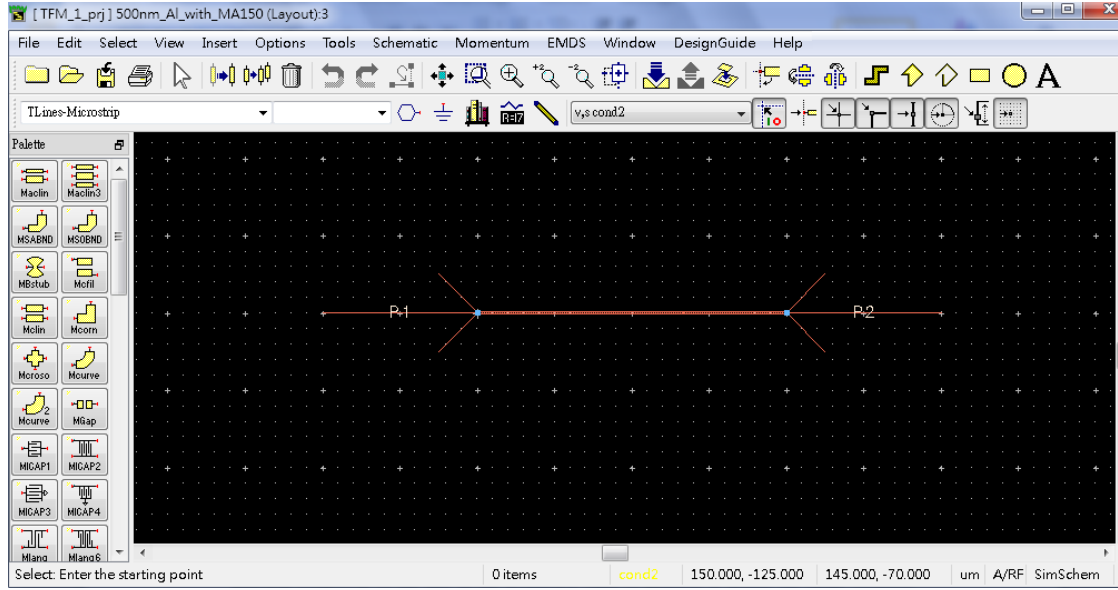 [ TFM_1_prj ] 500nm_Al_with_MA150 (Layout):3
File Edit Select View Insert Options Tools Schematic Momentum EMDS Window DesignGuide Help
TLines-Microstrip
v,s cond2
Palette
Maclin Maclin3
MSABND MSOBND
MBstub Mcfil
Mclin Mcorn
Mcroso Mcurve
Mcurve MGap
MICAP1 MICAP2
MICAP3 MICAP4
Mlang Mlang6
P1 P2
Select: Enter the starting point
0 items
cond2
150.000, -125.000
145.000, -70.000
um
A/RF
SimSchem